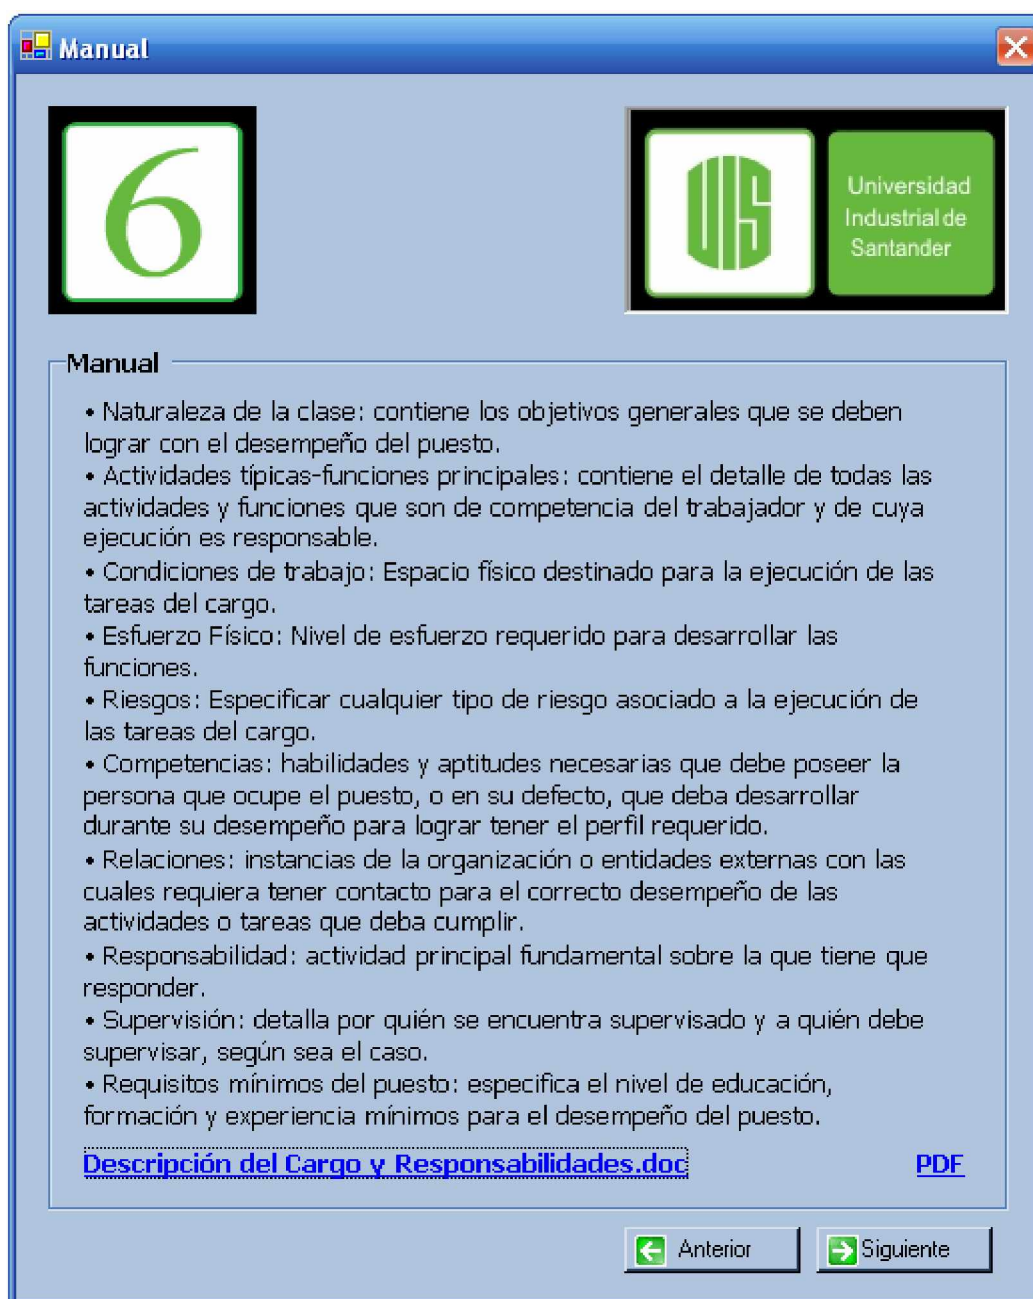 Manual
6
UIS
Universidad
Industrial de
Santander
Manual
• Naturaleza de la clase: contiene los objetivos generales que se deben
lograr con el desempeño del puesto.
• Actividades típicas-funciones principales: contiene el detalle de todas las
actividades y funciones que son de competencia del trabajador y de cuya
ejecución es responsable.
• Condiciones de trabajo: Espacio físico destinado para la ejecución de las
tareas del cargo.
• Esfuerzo Físico: Nivel de esfuerzo requerido para desarrollar las
funciones.
• Riesgos: Especificar cualquier tipo de riesgo asociado a la ejecución de
las tareas del cargo.
• Competencias: habilidades y aptitudes necesarias que debe poseer la
persona que ocupe el puesto, o en su defecto, que deba desarrollar
durante su desempeño para lograr tener el perfil requerido.
• Relaciones: instancias de la organización o entidades externas con las
cuales requiera tener contacto para el correcto desempeño de las
actividades o tareas que deba cumplir.
• Responsabilidad: actividad principal fundamental sobre la que tiene que
responder.
• Supervisión: detalla por quién se encuentra supervisado y a quién debe
supervisar, según sea el caso.
• Requisitos mínimos del puesto: especifica el nivel de educación,
formación y experiencia mínimos para el desempeño del puesto.
Descripción del Cargo y Responsabilidades.doc PDF
Anterior Siguiente